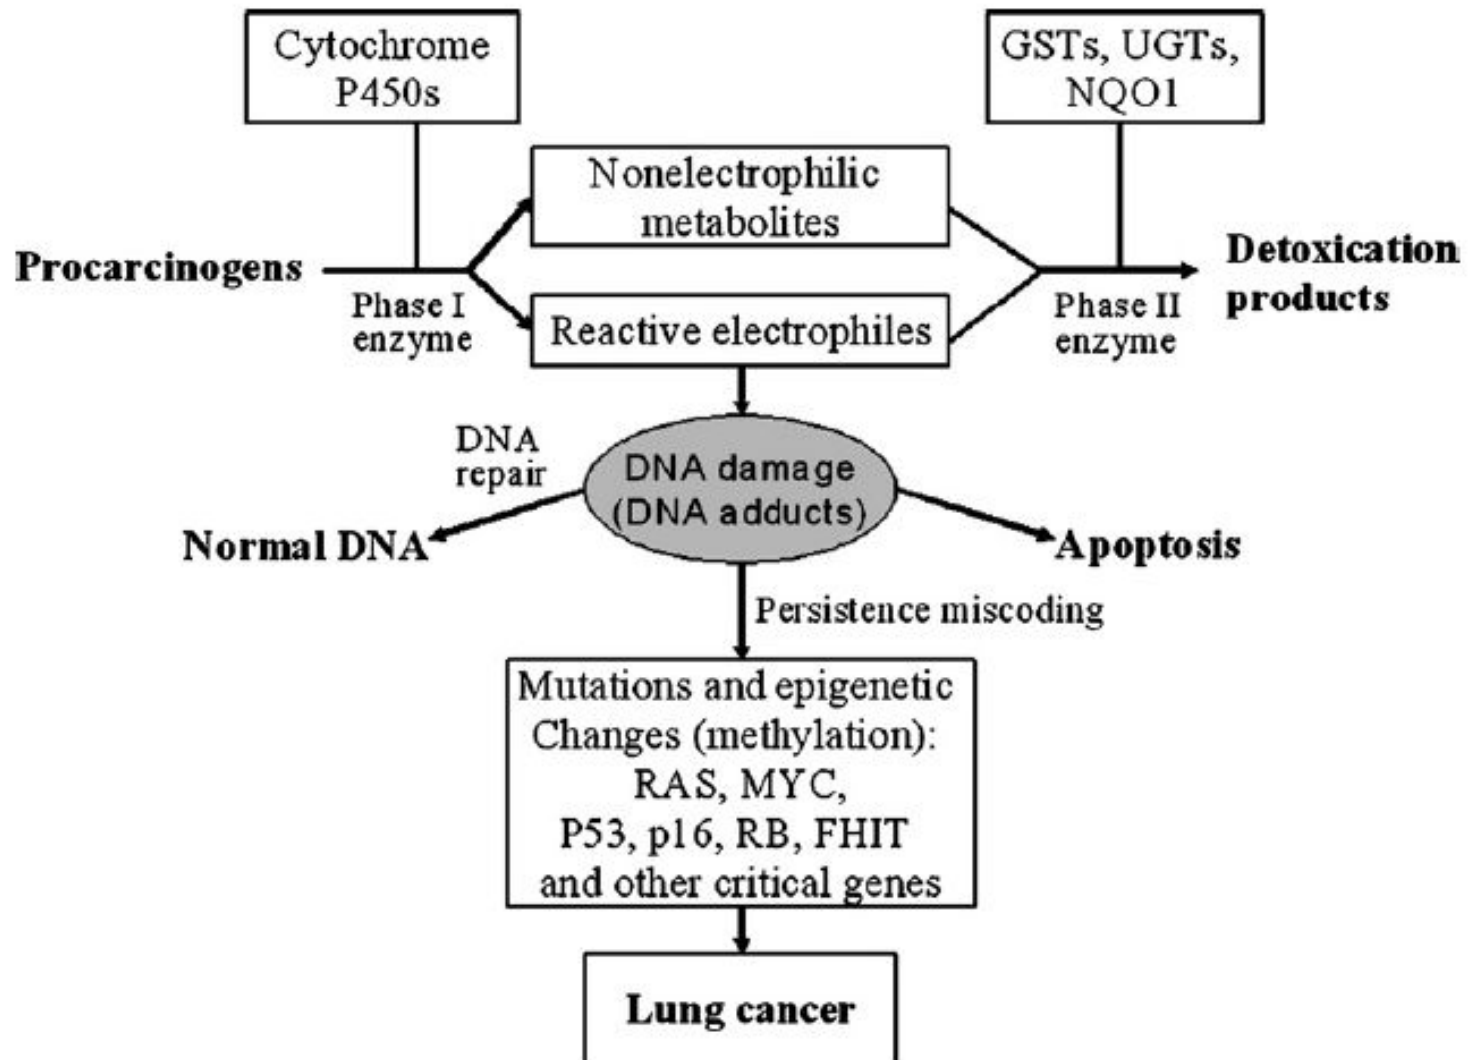 Cytochrome
P450s
GSTs, UGTs,
NQO1
Nonelectrophilic
metabolites
Procarcinogens
Phase I
enzyme
Reactive electrophiles
Phase II
enzyme
Detoxication
products
DNA
repair
DNA damage
(DNA adducts)
Normal DNA
Apoptosis
Persistence miscoding
Mutations and epigenetic
Changes (methylation):
RAS, MYC,
P53, p16, RB, FHIT
and other critical genes
Lung cancer